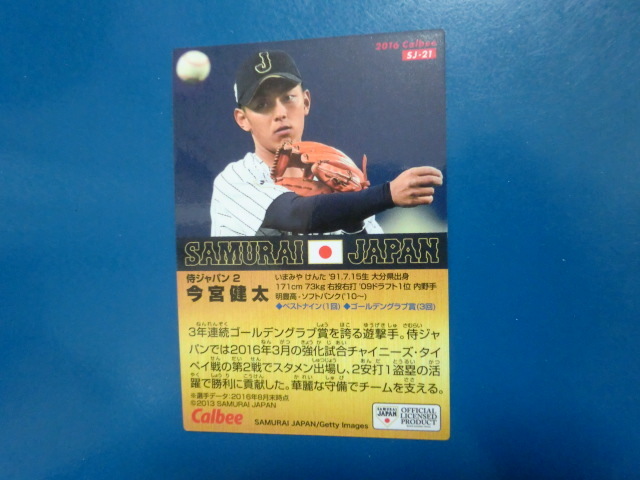 2016 Calbee
SJ-21
J
SAMURAI JAPAN
侍ジャパン 2
今宮健太
いまみや けんた '91.7.15生 大分県出身
171cm 73kg 右投右打 '09ドラフト1位 内野手
明豊高-ソフトバンク('10~)
◆ベストナイン(1回) ◆ゴールデングラブ賞(3回)
3年連続ゴールデングラブ賞を誇る遊撃手。侍ジャ
パンでは2016年3月の強化試合チャイニーズ・タイ
ペイ戦の第2戦でスタメン出場し、2安打1盗塁の活
躍で勝利に貢献した。華麗な守備でチームを支える。
※選手データ:2016年8月末時点
©2013 SAMURAI JAPAN
Calbee
SAMURAI JAPAN/Getty Images
SAMURAI JAPAN
OFFICIAL LICENSED PRODUCT